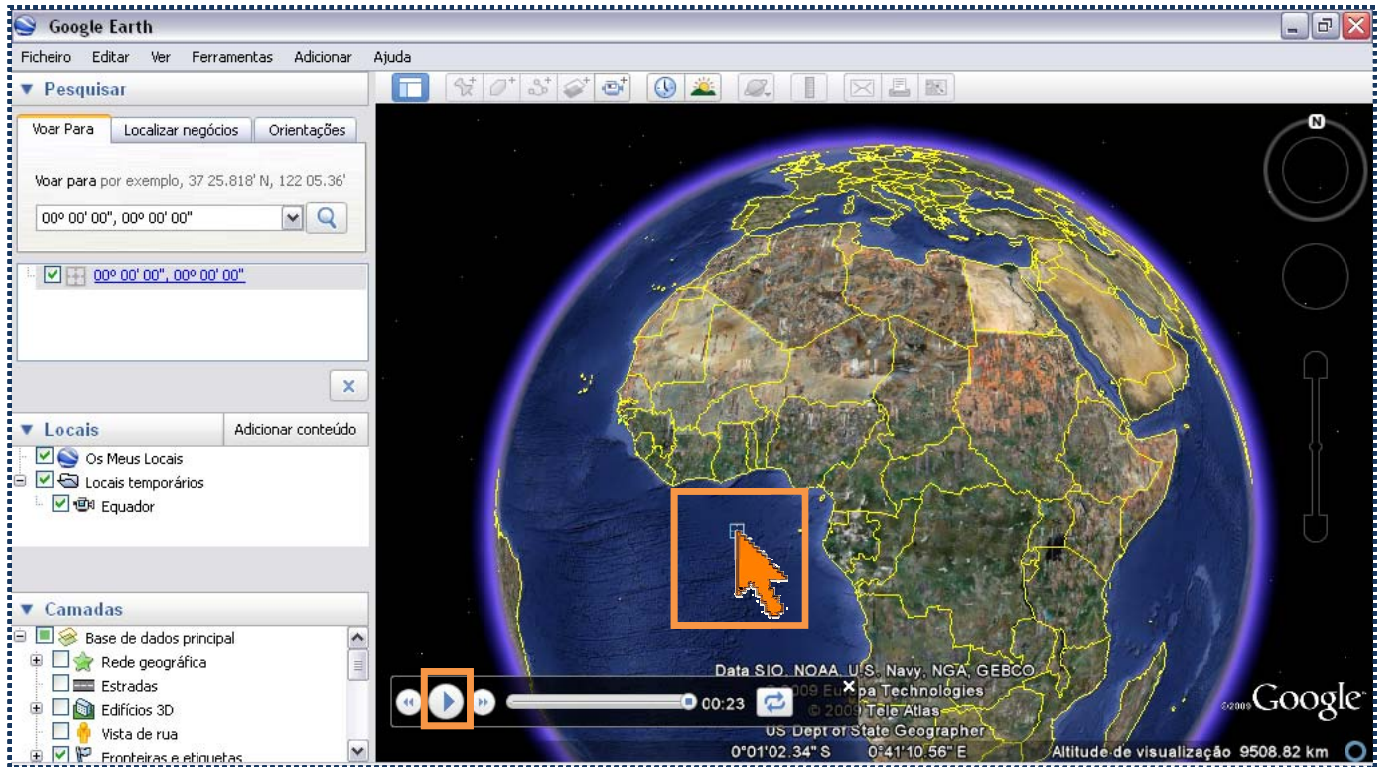 Google Earth
Ficheiro Editar Ver Ferramentas Adicionar Ajuda
Pesquisar
Voar Para Localizar negócios Orientações
Voar para por exemplo, 37 25.818' N, 122 05.36'
00º 00' 00", 00º 00' 00"
00º 00' 00", 00º 00' 00"
Locais Adicionar conteúdo
Os Meus Locais
Locais temporários
Equador
Camadas
Base de dados principal
Rede geográfica
Estradas
Edifícios 3D
Vista de rua
Fronteiras e etiquetas
N
Data SIO, NOAA, U.S. Navy, NGA, GEBCO
© 2009 Europa Technologies
00:23
© 2009 Tele Atlas
US Dept of State Geographer
©2009 Google
0°01'02.34" S 0°41'10.56" E Altitude de visualização 9508.82 km